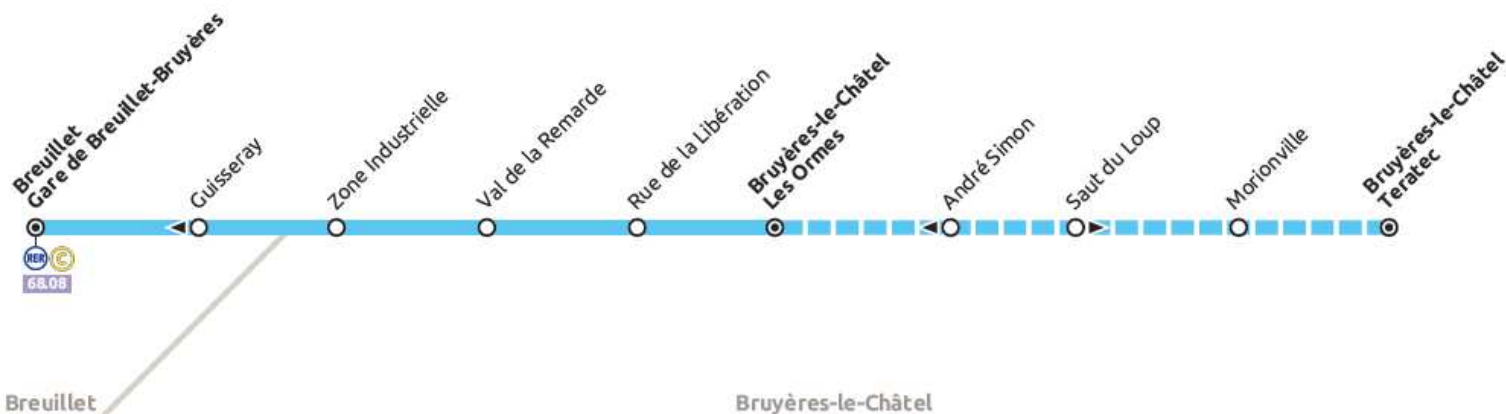 Breuillet
Gare de Breuillet-Bruyères
Guisseray
Zone Industrielle
Val de la Remarde
Rue de la Libération
Bruyères-le-Châtel
Les Ormes
André Simon
Saut du Loup
Morionville
Bruyères-le-Châtel
Teratec
RER C
68.08
Breuillet
Bruyères-le-Châtel